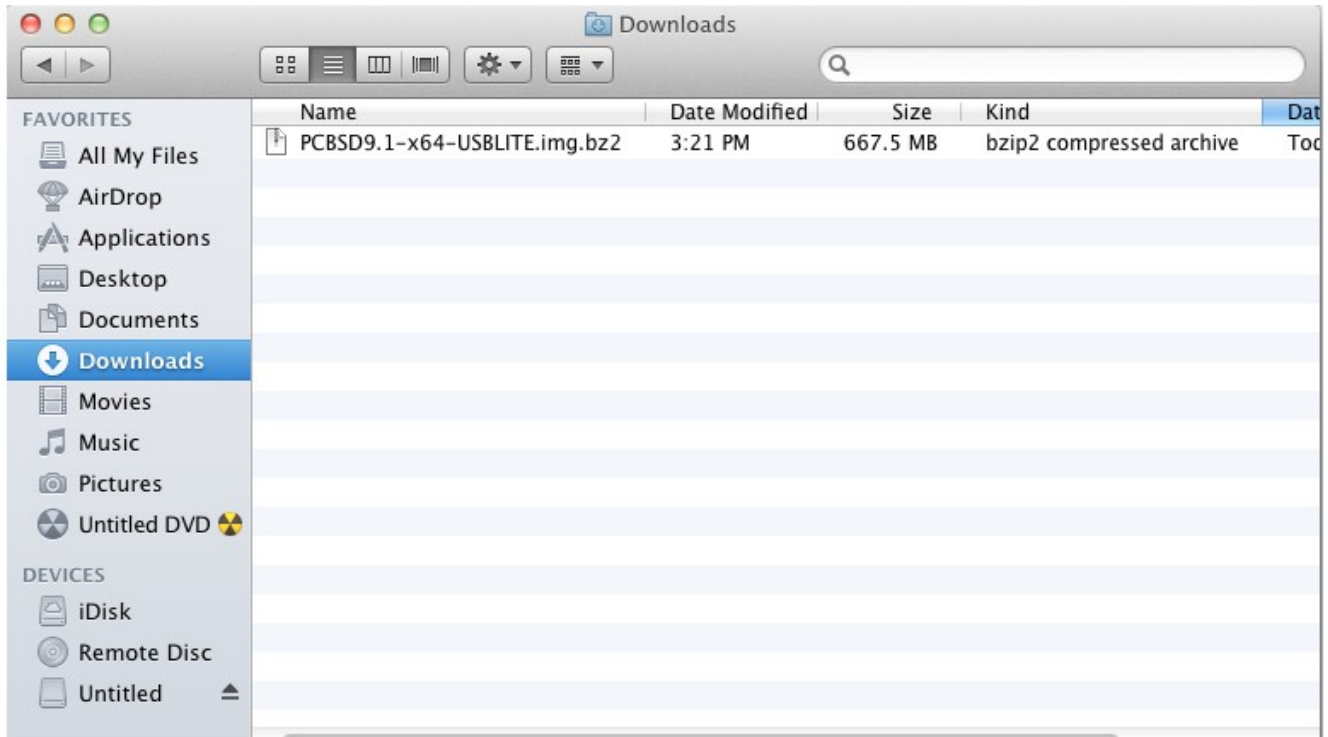 Downloads
Name Date Modified Size Kind Dat
FAVORITES
PCBSD9.1-x64-USBLITE.img.bz2 3:21 PM 667.5 MB bzip2 compressed archive Tod
All My Files
AirDrop
Applications
Desktop
Documents
Downloads
Movies
Music
Pictures
Untitled DVD
DEVICES
iDisk
Remote Disc
Untitled